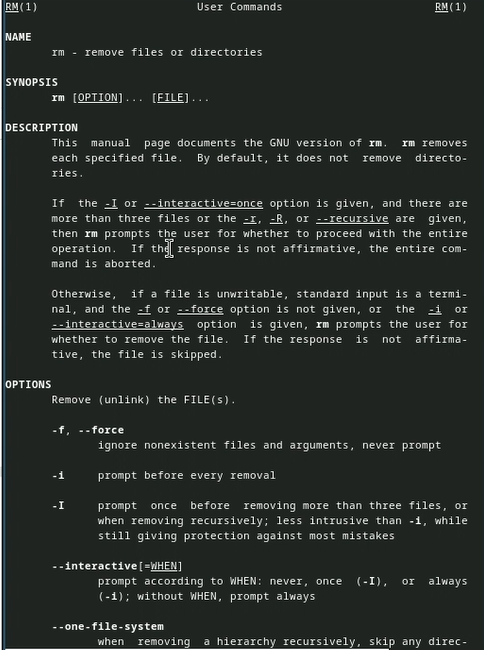 RM(1) User Commands RM(1)
NAME
rm - remove files or directories
SYNOPSIS
rm [OPTION]... [FILE]...
DESCRIPTION
This manual page documents the GNU version of rm. rm removes
each specified file. By default, it does not remove directo-
ries.
If the -I or --interactive=once option is given, and there are
more than three files or the -r, -R, or --recursive are given,
then rm prompts the user for whether to proceed with the entire
operation. If the response is not affirmative, the entire com-
mand is aborted.
Otherwise, if a file is unwritable, standard input is a termi-
nal, and the -f or --force option is not given, or the -i or
--interactive=always option is given, rm prompts the user for
whether to remove the file. If the response is not affirma-
tive, the file is skipped.
OPTIONS
Remove (unlink) the FILE(s).
-f, --force
ignore nonexistent files and arguments, never prompt
-i prompt before every removal
-I prompt once before removing more than three files, or
when removing recursively; less intrusive than -i, while
still giving protection against most mistakes
--interactive[=WHEN]
prompt according to WHEN: never, once (-I), or always
(-i); without WHEN, prompt always
--one-file-system
when removing a hierarchy recursively, skip any direc-